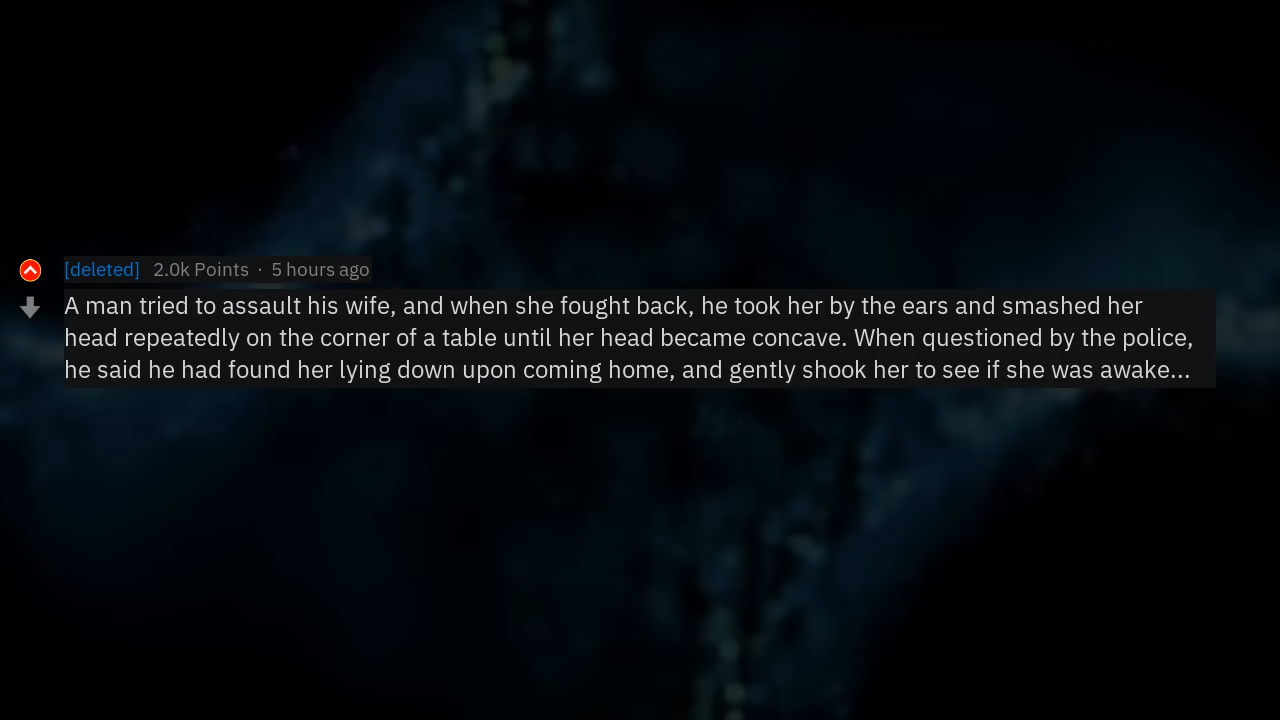 [deleted] 2.0k Points · 5 hours ago
A man tried to assault his wife, and when she fought back, he took her by the ears and smashed her
head repeatedly on the corner of a table until her head became concave. When questioned by the police,
he said he had found her lying down upon coming home, and gently shook her to see if she was awake...